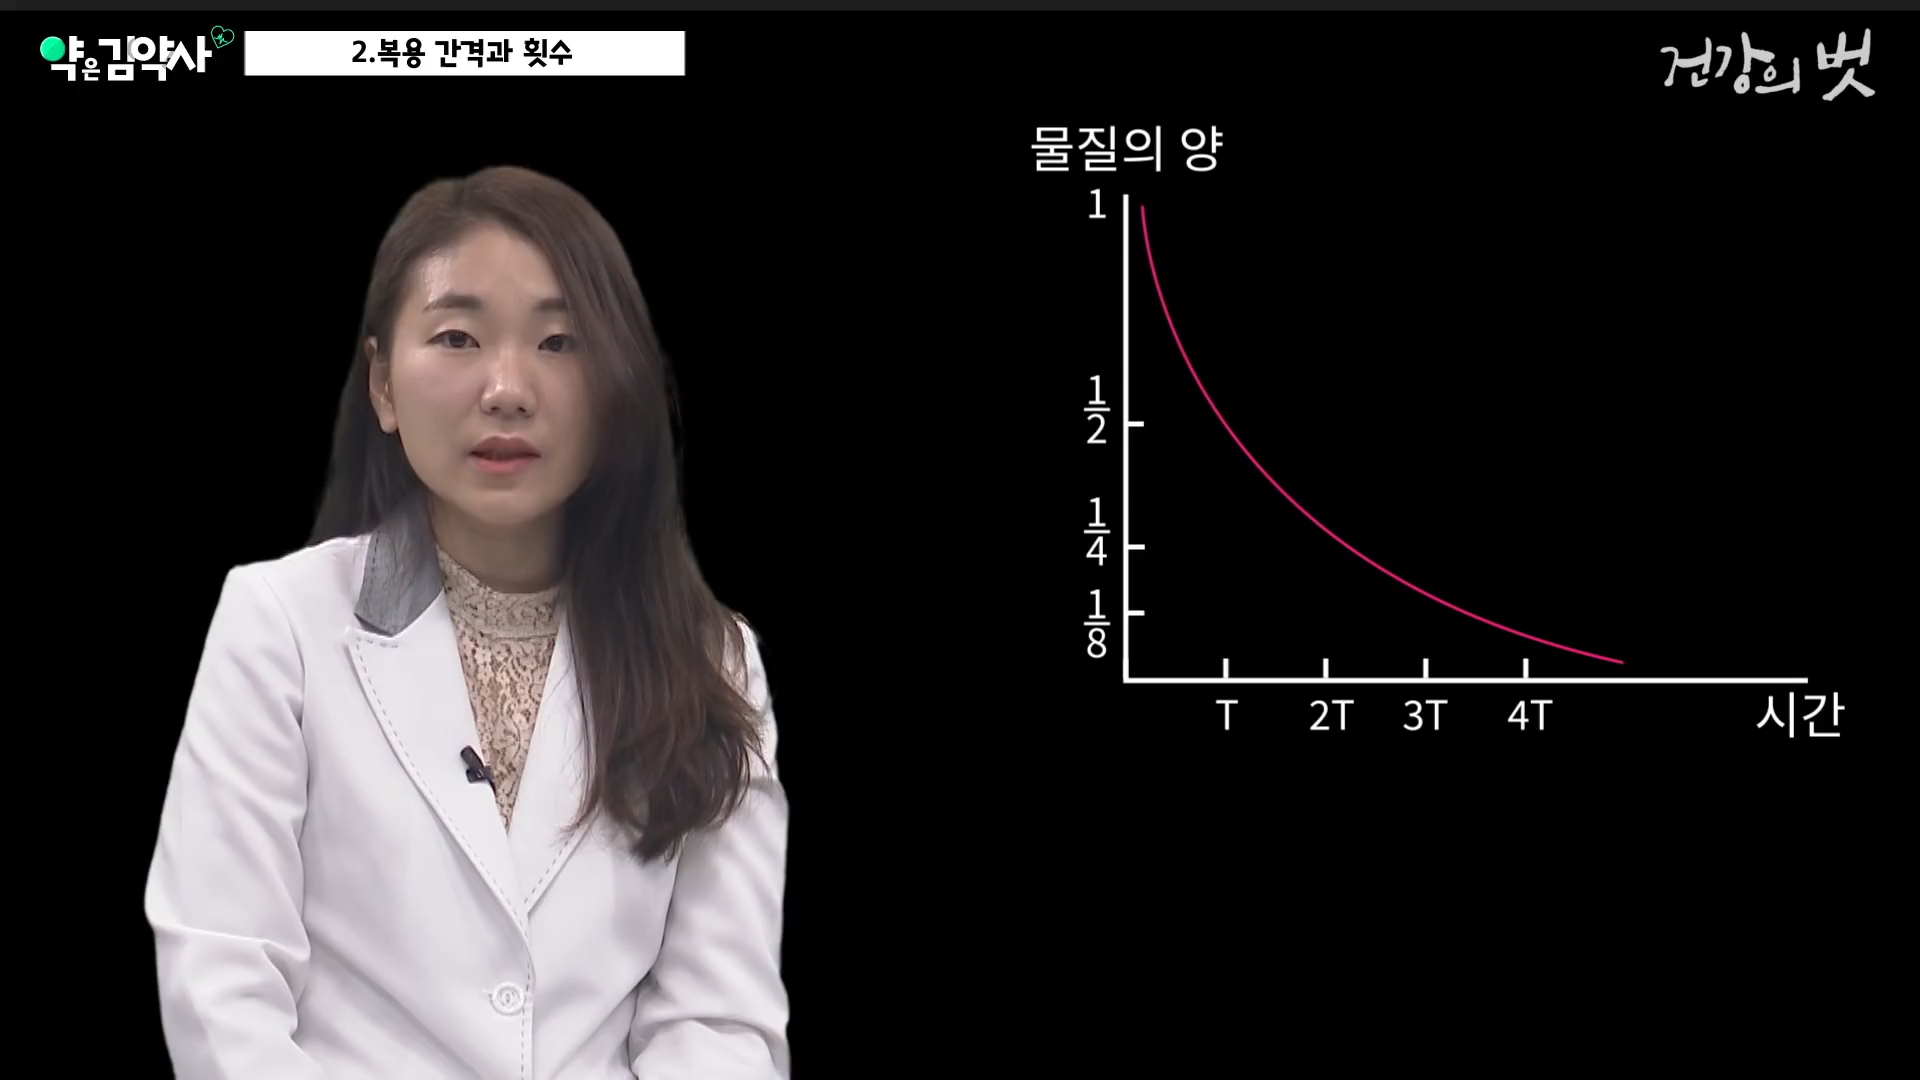 약은 김약사
2.복용 간격과 횟수
건강의 벗
물질의 양
1
1/2
1/4
1/8
T 2T 3T 4T
시간